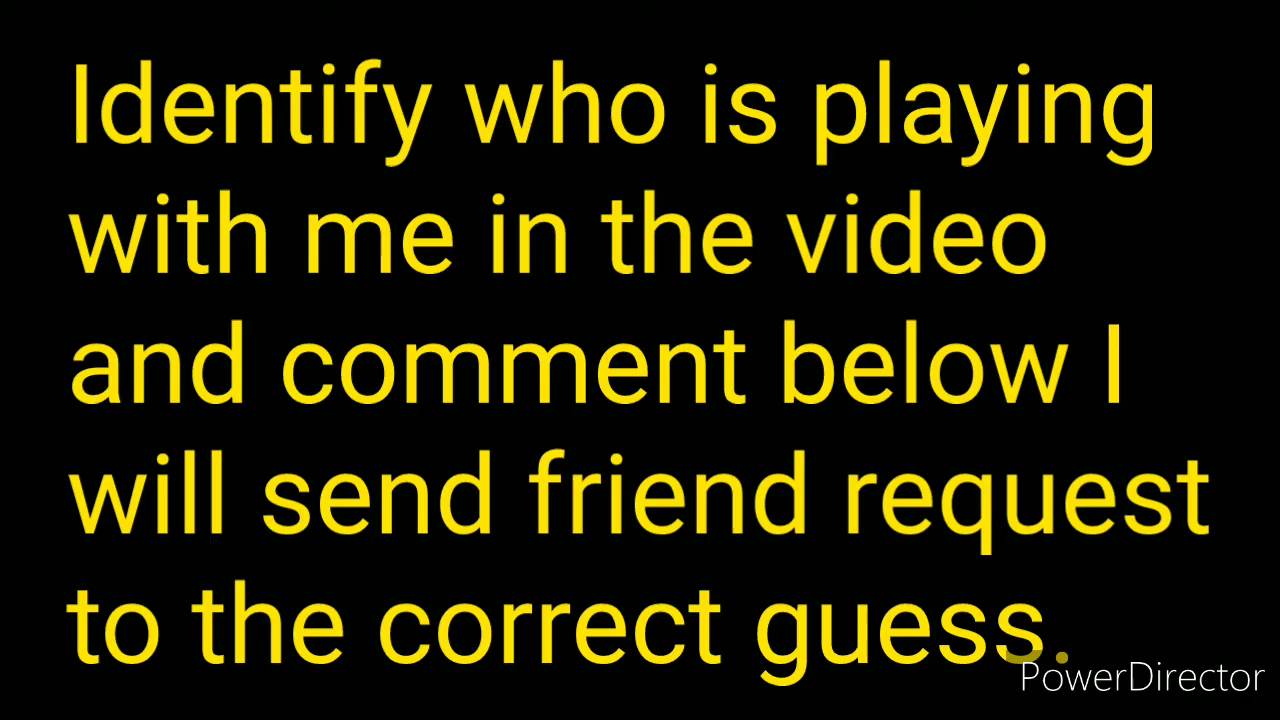 Identify who is playing
with me in the video
and comment below I
will send friend request
to the correct guess.
PowerDirector